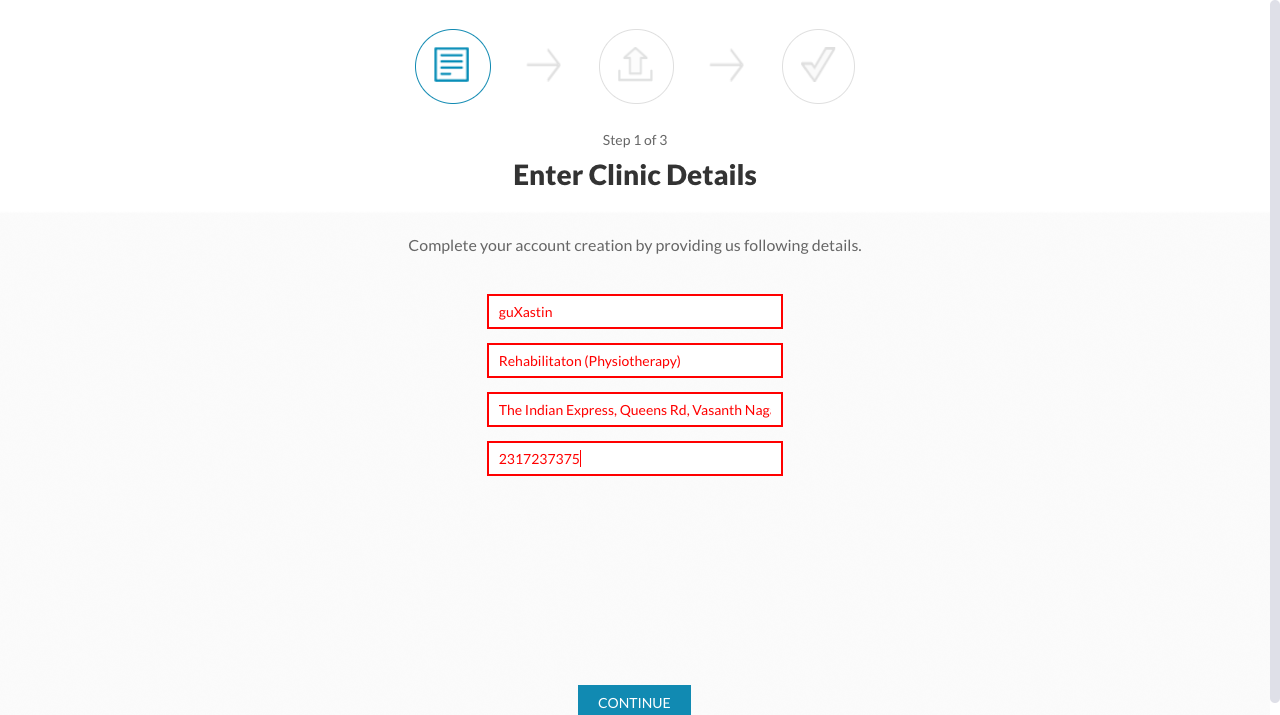 Step 1 of 3
Enter Clinic Details
Complete your account creation by providing us following details.
guXastin
Rehabilitaton (Physiotherapy)
The Indian Express, Queens Rd, Vasanth Nag
2317237375
CONTINUE